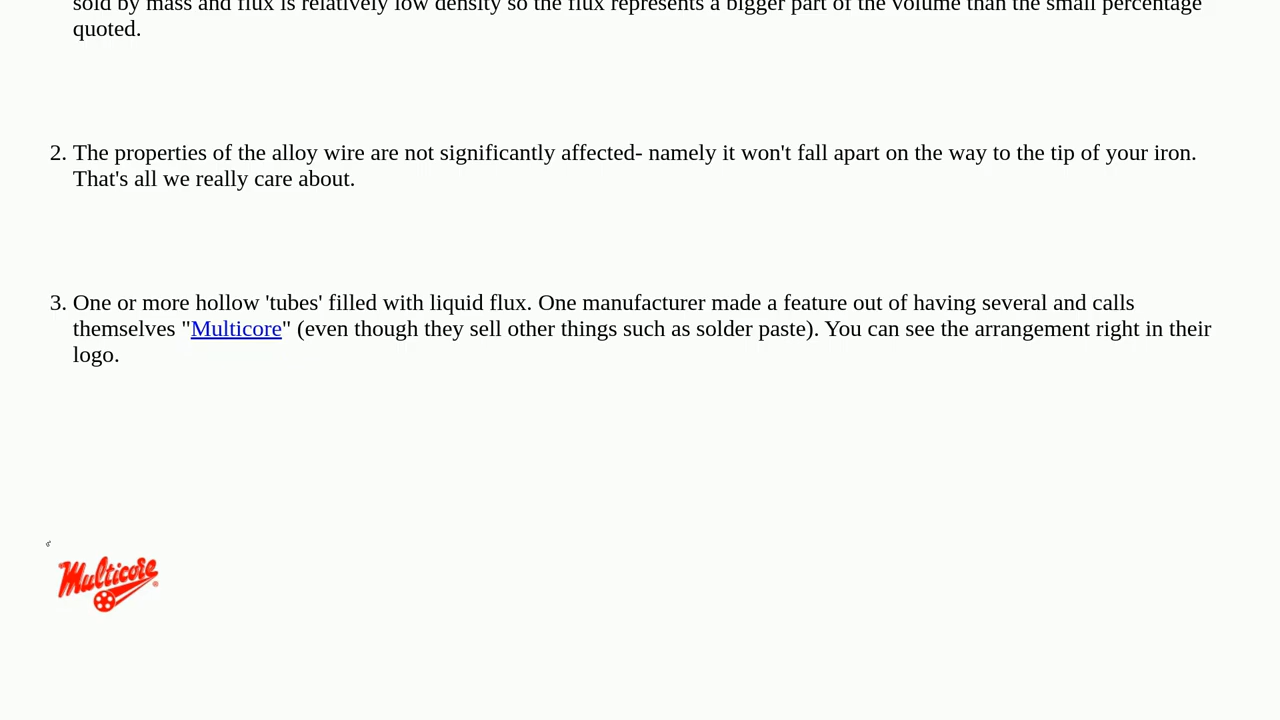 sold by mass and flux is relatively low density so the flux represents a bigger part of the volume than the small percentage
quoted.
2. The properties of the alloy wire are not significantly affected- namely it won't fall apart on the way to the tip of your iron.
That's all we really care about.
3. One or more hollow 'tubes' filled with liquid flux. One manufacturer made a feature out of having several and calls
themselves "Multicore" (even though they sell other things such as solder paste). You can see the arrangement right in their
logo.
Multicore